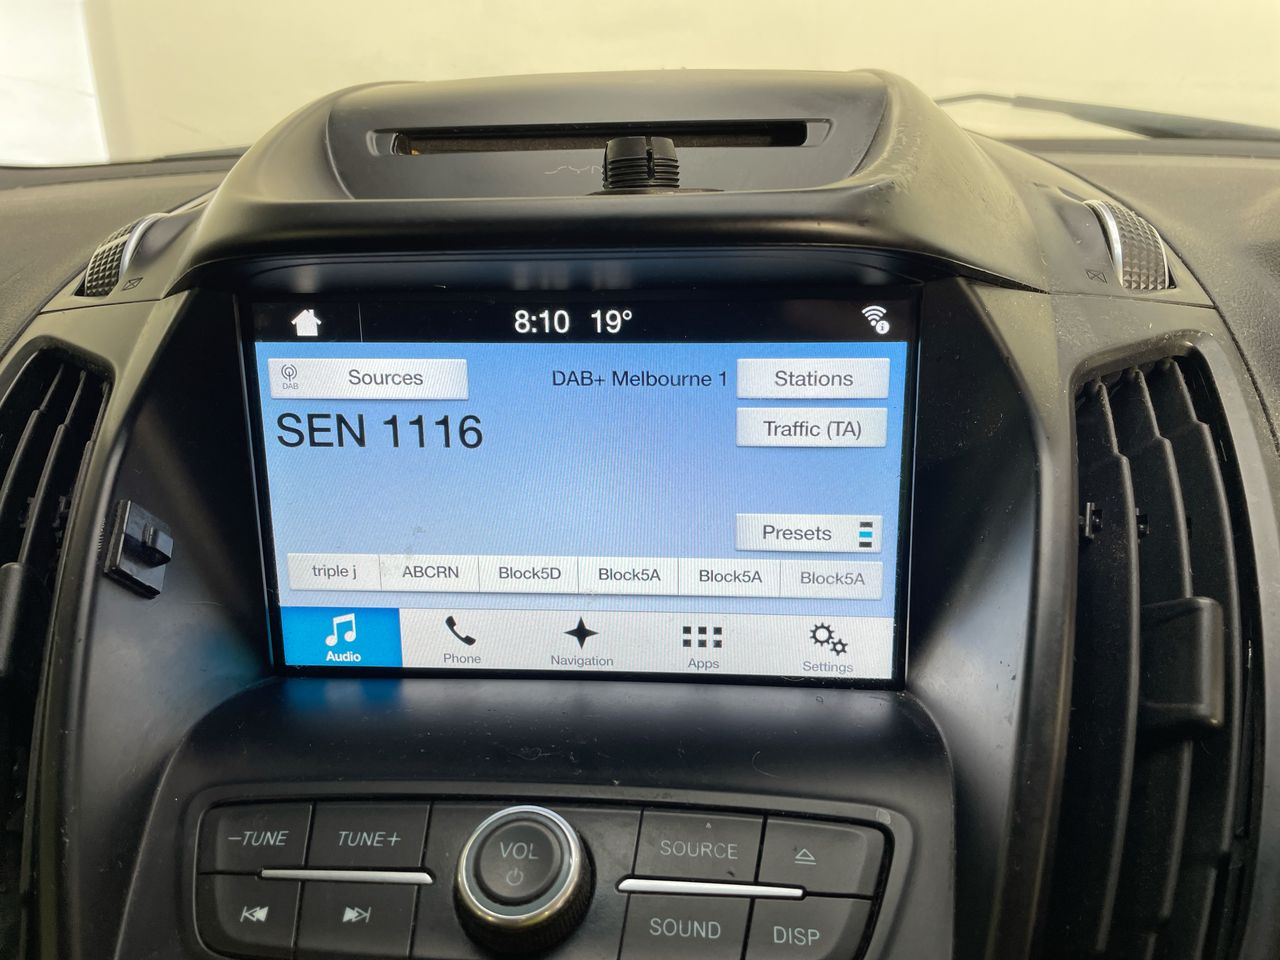 8:10 19°
DAB
Sources
DAB+ Melbourne 1
Stations
SEN 1116
Traffic (TA)
Presets
triple j
ABCRN
Block5D
Block5A
Block5A
Block5A
Audio
Phone
Navigation
Apps
Settings
−TUNE
TUNE+
VOL
SOURCE
SOUND
DISP